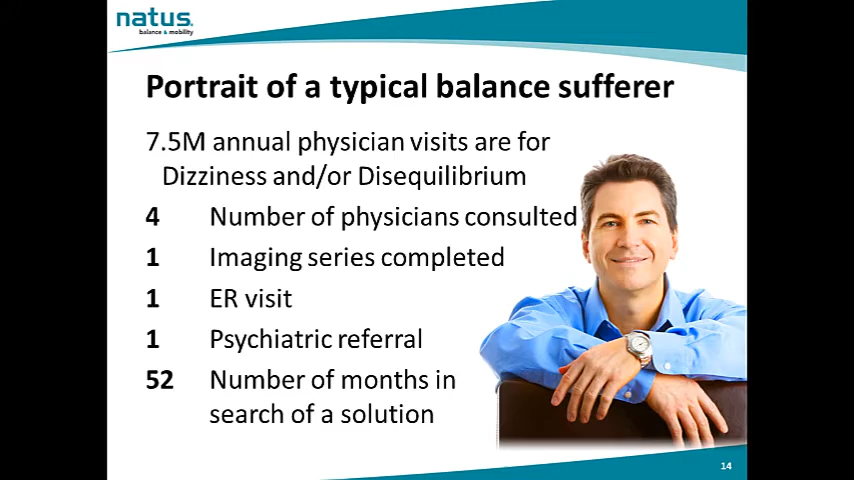 natus.
balance & mobility
Portrait of a typical balance sufferer
7.5M annual physician visits are for
Dizziness and/or Disequilibrium
4 Number of physicians consulted
1 Imaging series completed
1 ER visit
1 Psychiatric referral
52 Number of months in
search of a solution
14